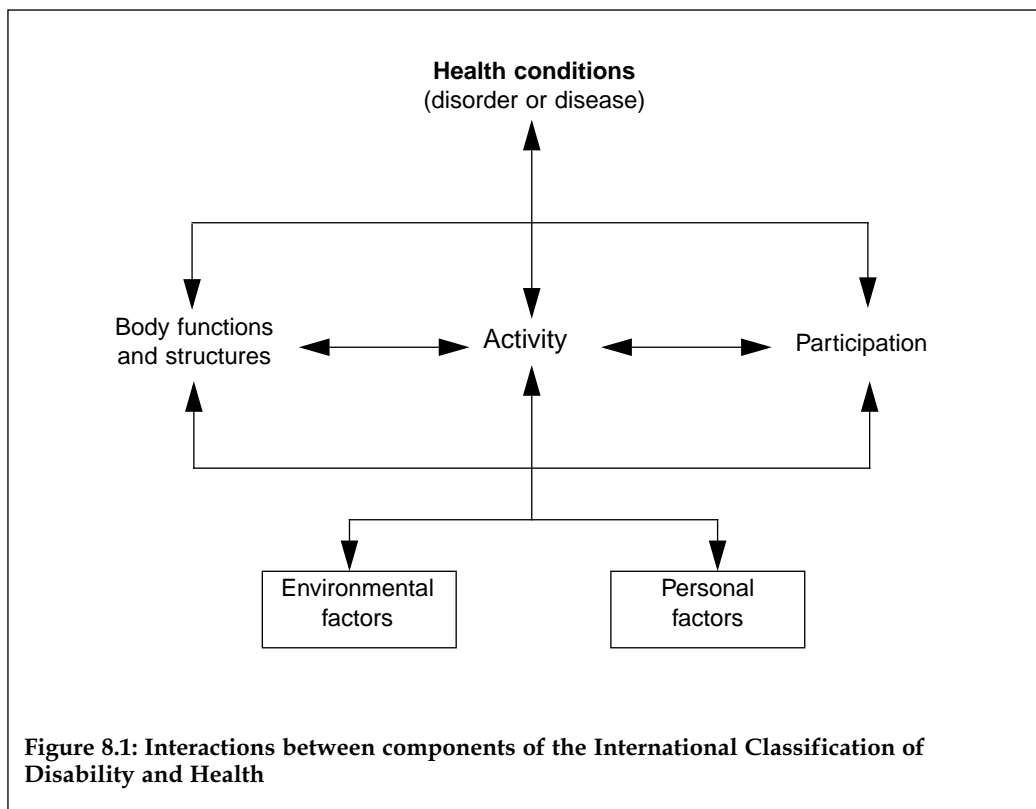 Health conditions
(disorder or disease)
Body functions
and structures
Activity
Participation
Environmental
factors
Personal
factors
Figure 8.1: Interactions between components of the International Classification of
Disability and Health